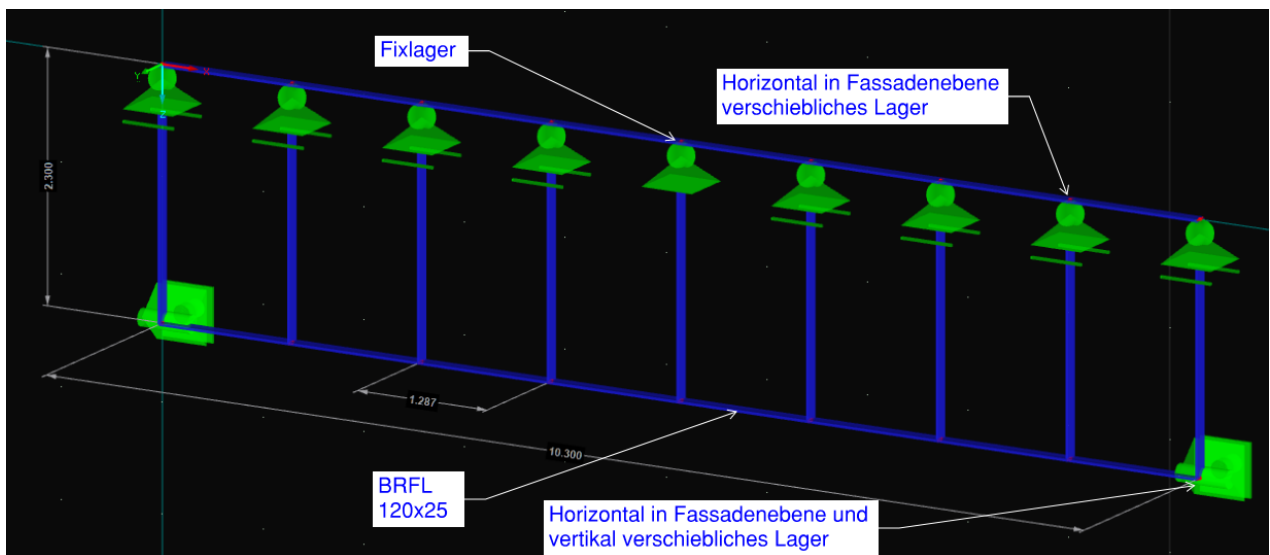 Fixlager
Horizontal in Fassadenebene
verschiebliches Lager
Y
X
Z
2.300
1.287
10.300
BRFL
120x25
Horizontal in Fassadenebene und
vertikal verschiebliches Lager